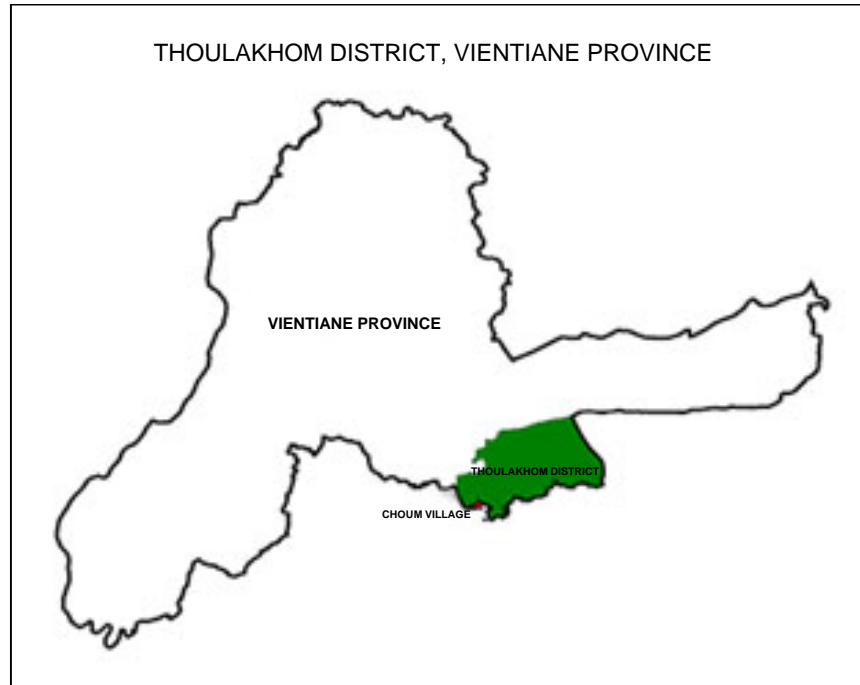 THOULAKHOM DISTRICT, VIENTIANE PROVINCE
VIENTIANE PROVINCE
THOULAKHOM DISTRICT
CHOUM VILLAGE